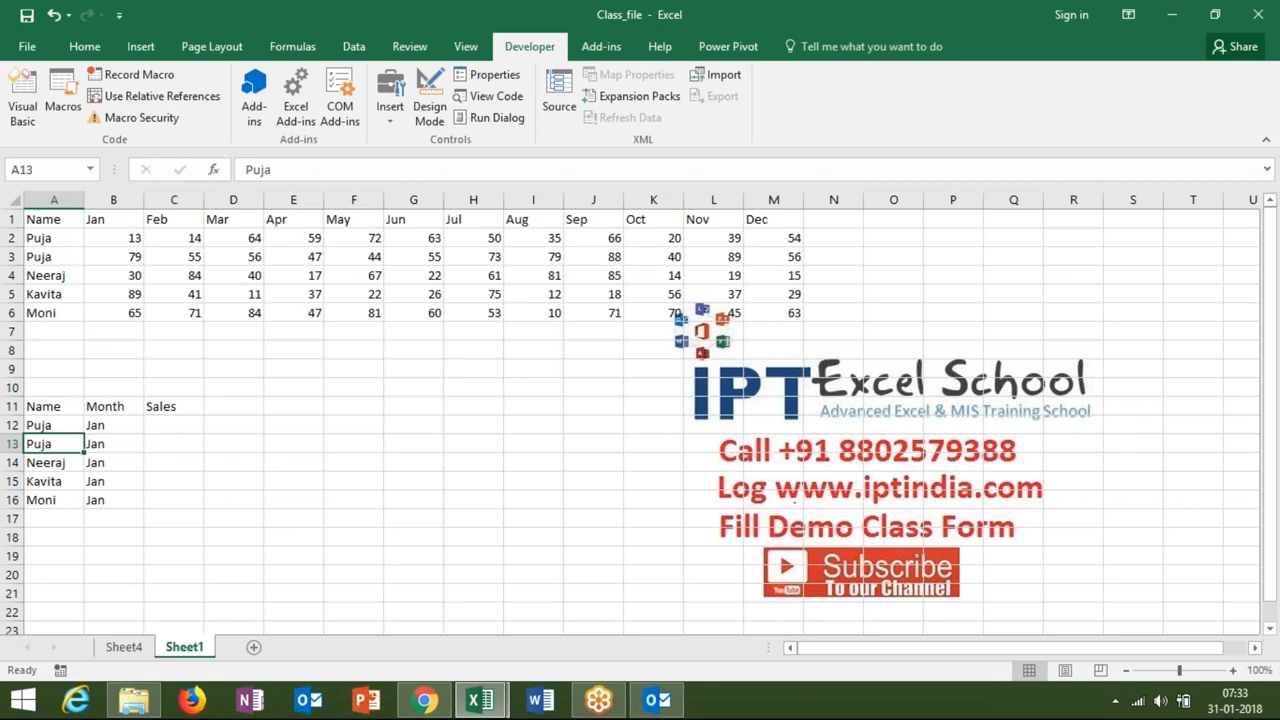 Class_file - Excel
Sign in
File Home Insert Page Layout Formulas Data Review View Developer Add-ins Help Power Pivot Tell me what you want to do Share
Visual Basic
Macros
Record Macro
Use Relative References
Macro Security
Code
Add-ins
Excel Add-ins
COM Add-ins
Add-ins
Insert
Design Mode
Properties
View Code
Run Dialog
Controls
Source
Map Properties
Expansion Packs
Refresh Data
Import
Export
XML
A13 fx Puja
A B C D E F G H I J K L M N O P Q R S T U
1 Name Jan Feb Mar Apr May Jun Jul Aug Sep Oct Nov Dec
2 Puja 13 14 64 59 72 63 50 35 66 20 39 54
3 Puja 79 55 56 47 44 55 73 79 88 40 89 56
4 Neeraj 30 84 40 17 67 22 61 81 85 14 19 15
5 Kavita 89 41 11 37 22 26 75 12 18 56 37 29
6 Moni 65 71 84 47 81 60 53 10 71 70 45 63
7
8
9
10
11 Name Month Sales
12 Puja Jan
13 Puja Jan
14 Neeraj Jan
15 Kavita Jan
16 Moni Jan
17
18
19
20
21
22
23
IPT Excel School
Advanced Excel & MIS Training School
Call +91 8802579388
Log www.iptindia.com
Fill Demo Class Form
YouTube Subscribe
To our Channel
Sheet4 Sheet1
Ready 100%
07:33
31-01-2018